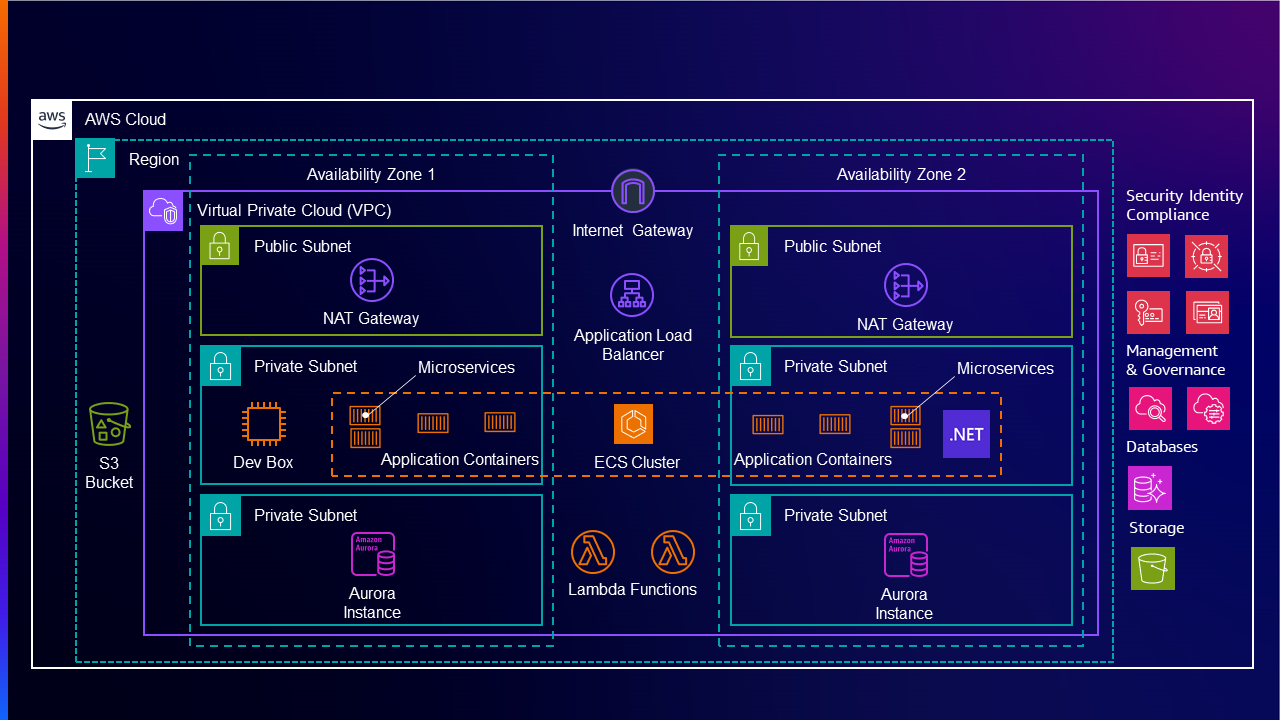 aws
AWS Cloud
Region
Availability Zone 1
Availability Zone 2
Virtual Private Cloud (VPC)
Internet Gateway
Security Identity
Compliance
Public Subnet
NAT Gateway
Public Subnet
NAT Gateway
Application Load
Balancer
Private Subnet
Microservices
Private Subnet
Microservices
Management
& Governance
.NET
Dev Box
Application Containers
ECS Cluster
Application Containers
Databases
S3
Bucket
Private Subnet
Private Subnet
Storage
Amazon
Aurora
Aurora
Instance
Lambda Functions
Amazon
Aurora
Aurora
Instance